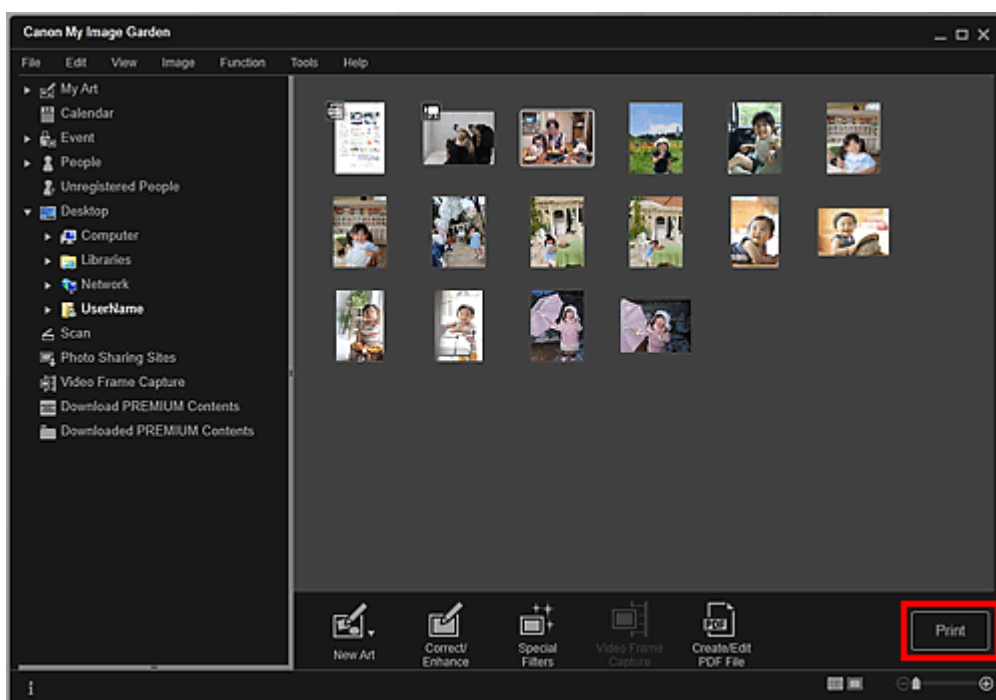 Canon My Image Garden
File Edit View Image Function Tools Help
My Art
Calendar
Event
People
Unregistered People
Desktop
Computer
Libraries
Network
UserName
Scan
Photo Sharing Sites
Video Frame Capture
Download PREMIUM Contents
Downloaded PREMIUM Contents
New Art
Correct/
Enhance
Special
Filters
Video Frame
Capture
PDF
Create/Edit
PDF File
Print